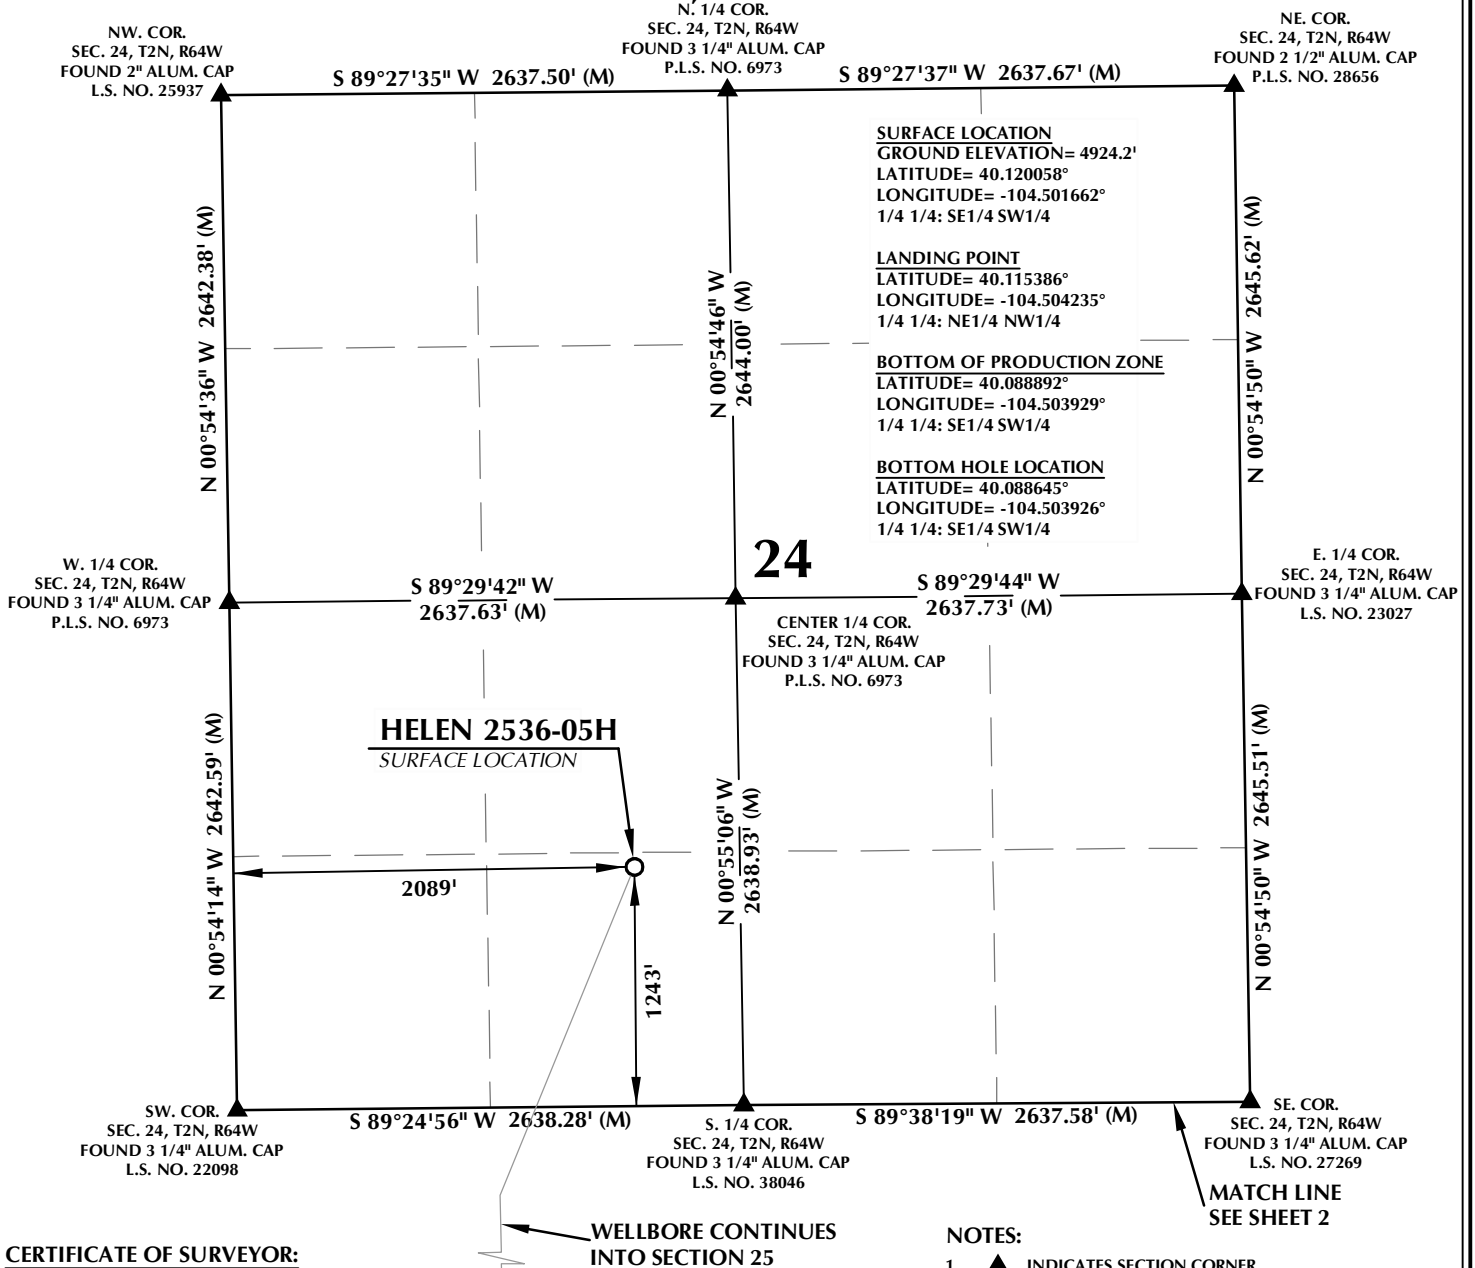 NW. COR.
SEC. 24, T2N, R64W
FOUND 2" ALUM. CAP
L.S. NO. 25937
N. 1/4 COR.
SEC. 24, T2N, R64W
FOUND 3 1/4" ALUM. CAP
P.L.S. NO. 6973
NE. COR.
SEC. 24, T2N, R64W
FOUND 2 1/2" ALUM. CAP
P.L.S. NO. 28656
S 89°27'35" W 2637.50' (M)
S 89°27'37" W 2637.67' (M)
SURFACE LOCATION
GROUND ELEVATION= 4924.2'
LATITUDE= 40.120058°
LONGITUDE= -104.501662°
1/4 1/4: SE1/4 SW1/4
LANDING POINT
LATITUDE= 40.115386°
LONGITUDE= -104.504235°
1/4 1/4: NE1/4 NW1/4
BOTTOM OF PRODUCTION ZONE
LATITUDE= 40.088892°
LONGITUDE= -104.503929°
1/4 1/4: SE1/4 SW1/4
BOTTOM HOLE LOCATION
LATITUDE= 40.088645°
LONGITUDE= -104.503926°
1/4 1/4: SE1/4 SW1/4
N 00°54'36" W 2642.38' (M)
N 00°54'46" W
2644.00' (M)
N 00°54'50" W 2645.62' (M)
24
W. 1/4 COR.
SEC. 24, T2N, R64W
FOUND 3 1/4" ALUM. CAP
P.L.S. NO. 6973
S 89°29'42" W
2637.63' (M)
S 89°29'44" W
2637.73' (M)
E. 1/4 COR.
SEC. 24, T2N, R64W
FOUND 3 1/4" ALUM. CAP
L.S. NO. 23027
CENTER 1/4 COR.
SEC. 24, T2N, R64W
FOUND 3 1/4" ALUM. CAP
P.L.S. NO. 6973
HELEN 2536-05H
SURFACE LOCATION
N 00°54'14" W 2642.59' (M)
N 00°55'06" W
2638.93' (M)
N 00°54'50" W 2645.51' (M)
2089'
1243'
SW. COR.
SEC. 24, T2N, R64W
FOUND 3 1/4" ALUM. CAP
L.S. NO. 22098
S 89°24'56" W 2638.28' (M)
S. 1/4 COR.
SEC. 24, T2N, R64W
FOUND 3 1/4" ALUM. CAP
L.S. NO. 38046
S 89°38'19" W 2637.58' (M)
SE. COR.
SEC. 24, T2N, R64W
FOUND 3 1/4" ALUM. CAP
L.S. NO. 27269
MATCH LINE
SEE SHEET 2
WELLBORE CONTINUES
INTO SECTION 25
CERTIFICATE OF SURVEYOR:
NOTES:
1. INDICATES SECTION CORNER